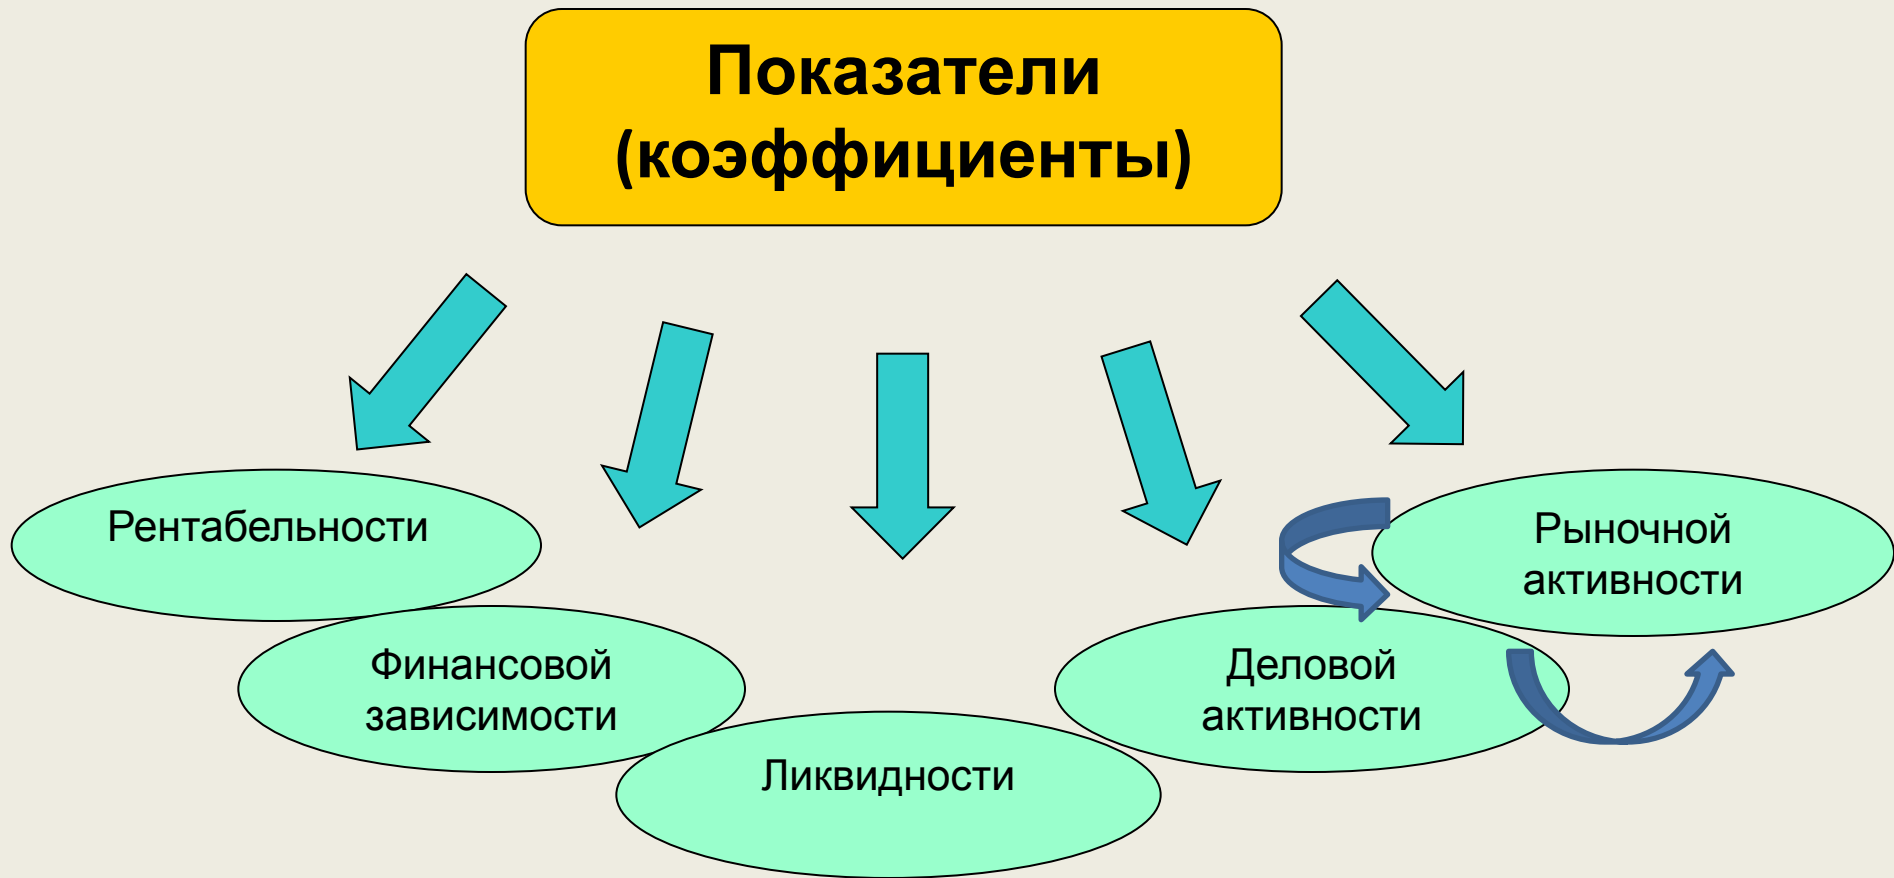 Показатели
(коэффициенты)
Рентабельности
Финансовой
зависимости
Ликвидности
Деловой
активности
Рыночной
активности